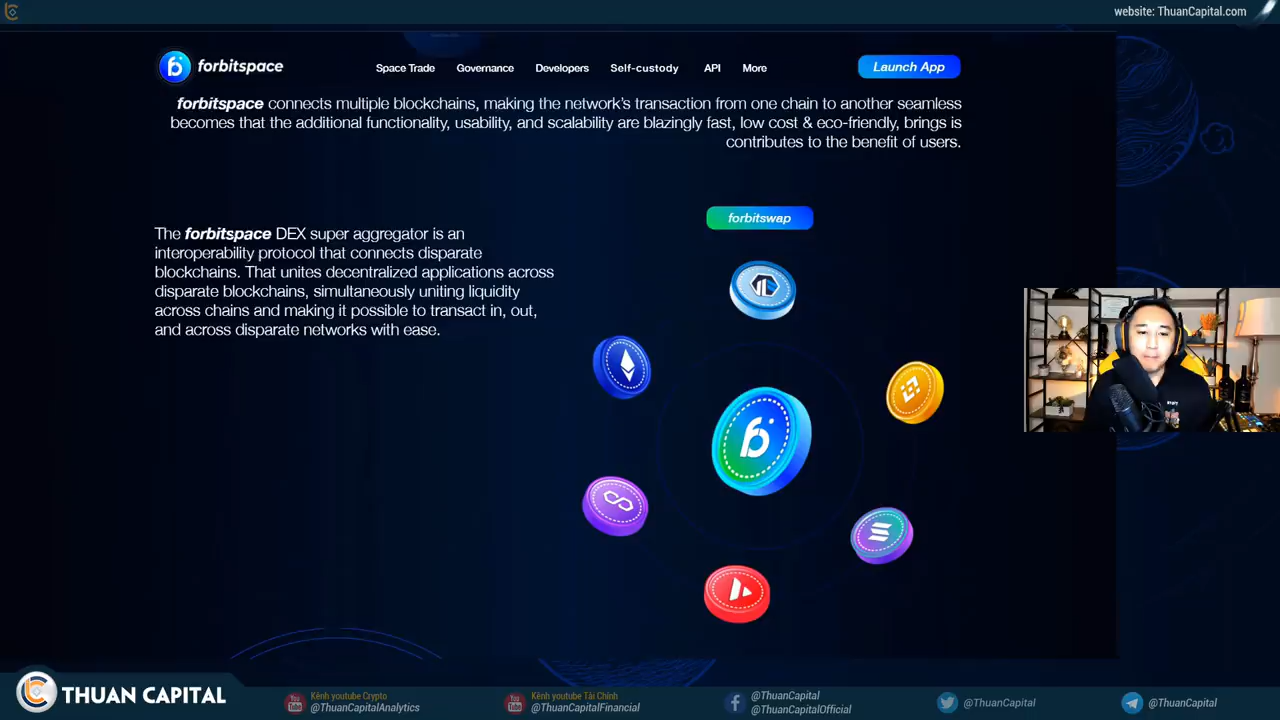 website: ThuanCapital.com
forbitspace
Space Trade Governance Developers Self-custody API More
Launch App
forbitspace connects multiple blockchains, making the network's transaction from one chain to another seamless
becomes that the additional functionality, usability, and scalability are blazingly fast, low cost & eco-friendly, brings is
contributes to the benefit of users.
forbitswap
The forbitspace DEX super aggregator is an
interoperability protocol that connects disparate
blockchains. That unites decentralized applications across
disparate blockchains, simultaneously uniting liquidity
across chains and making it possible to transact in, out,
and across disparate networks with ease.
THUAN CAPITAL
Kênh youtube Crypto
@ThuanCapitalAnalytics
Kênh youtube Tài Chính
@ThuanCapitalFinancial
@ThuanCapital
@ThuanCapitalOfficial
@ThuanCapital
@ThuanCapital